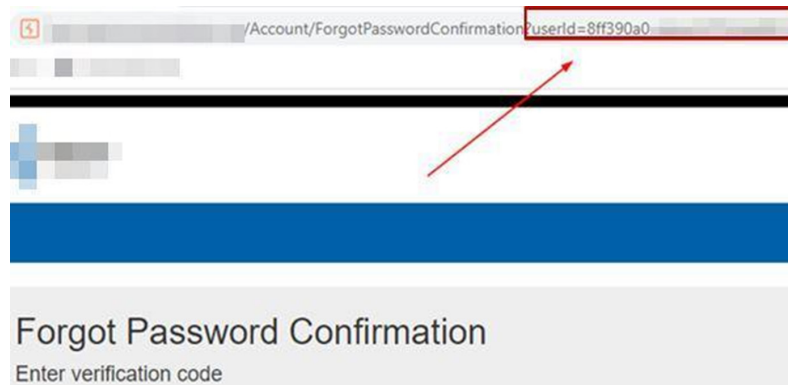 /Account/ForgotPasswordConfirmation?userId=8ff390a0
Forgot Password Confirmation
Enter verification code